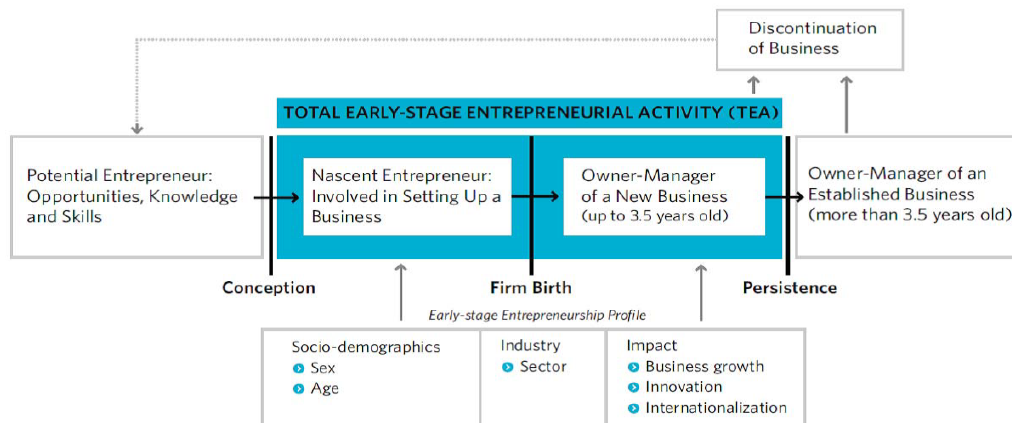 Discontinuation
of Business
TOTAL EARLY-STAGE ENTREPRENEURIAL ACTIVITY (TEA)
Potential Entrepreneur:
Opportunities, Knowledge
and Skills
Nascent Entrepreneur:
Involved in Setting Up a
Business
Owner-Manager
of a New Business
(up to 3.5 years old)
Owner-Manager of an
Established Business
(more than 3.5 years old)
Conception
Firm Birth
Persistence
Early-stage Entrepreneurship Profile
Socio-demographics
Sex
Age
Industry
Sector
Impact
Business growth
Innovation
Internationalization